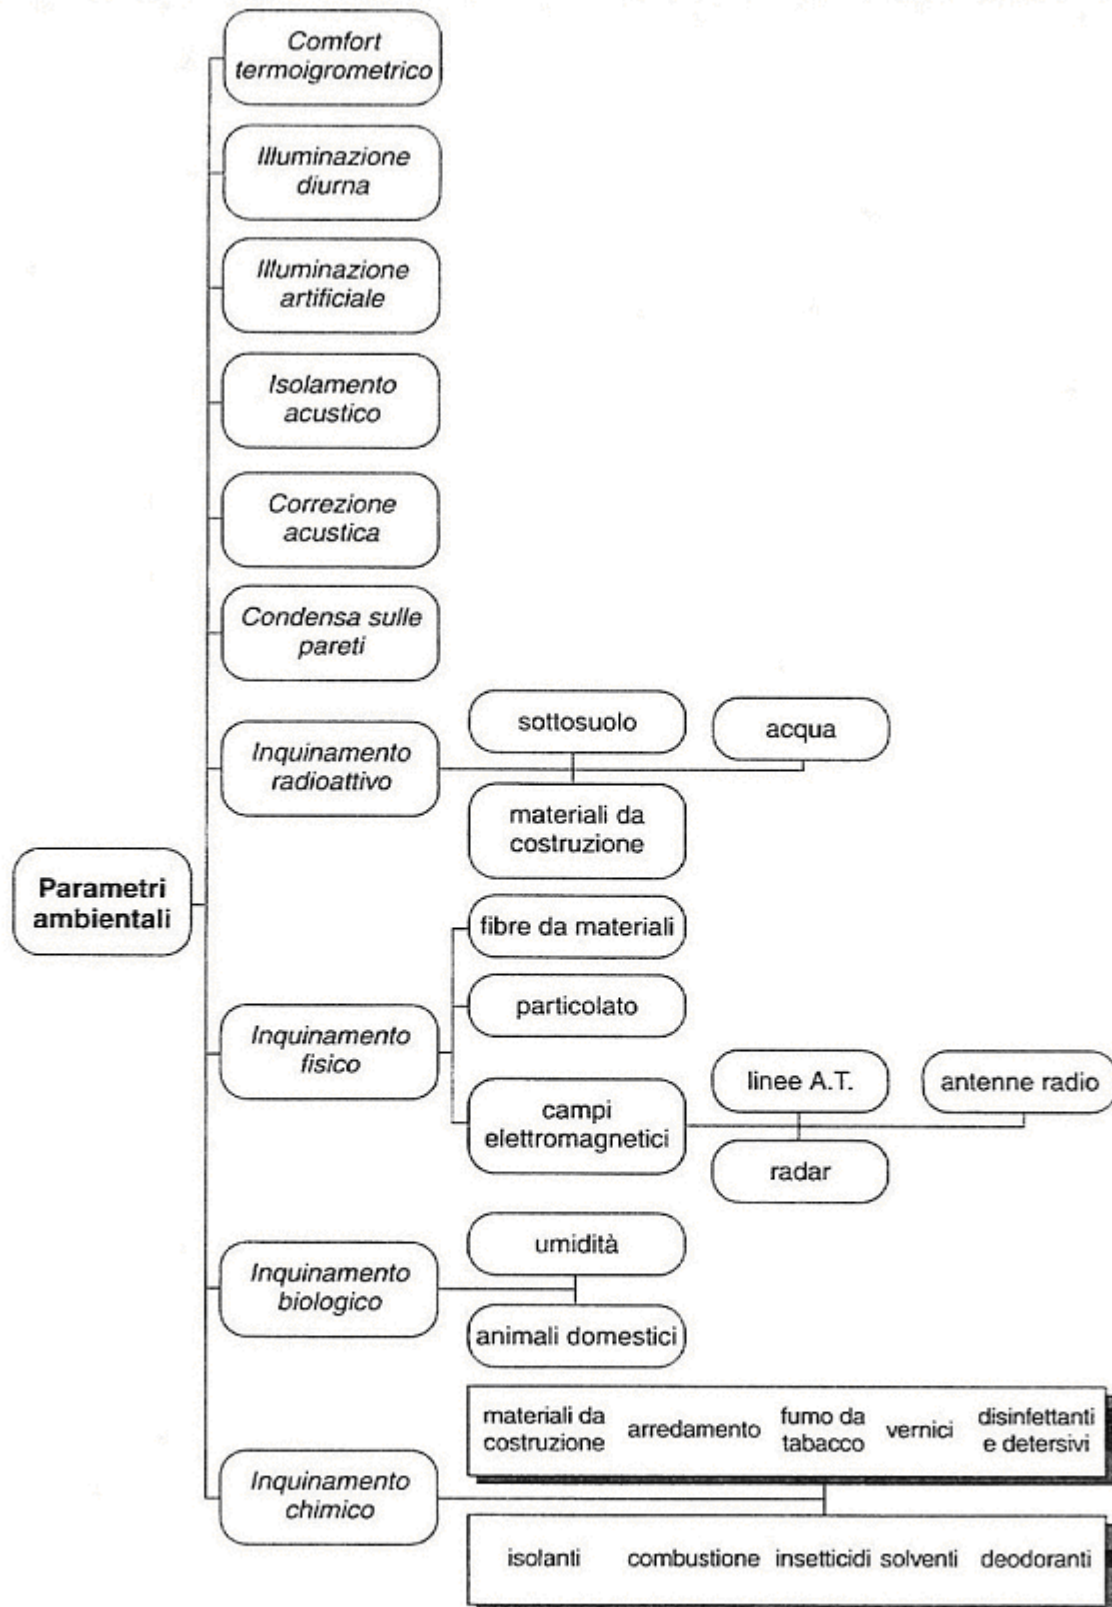 Comfort
termoigrometrico
Illuminazione
diurna
Illuminazione
artificiale
Isolamento
acustico
Correzione
acustica
Condensa sulle
pareti
Inquinamento
radioattivo
sottosuolo
acqua
materiali da
costruzione
Parametri
ambientali
fibre da materiali
particolato
Inquinamento
fisico
campi
elettromagnetici
linee A.T.
antenne radio
radar
Inquinamento
biologico
umidità
animali domestici
Inquinamento
chimico
materiali da
costruzione
arredamento
fumo da
tabacco
vernici
disinfettanti
e detersivi
isolanti
combustione
insetticidi
solventi
deodoranti